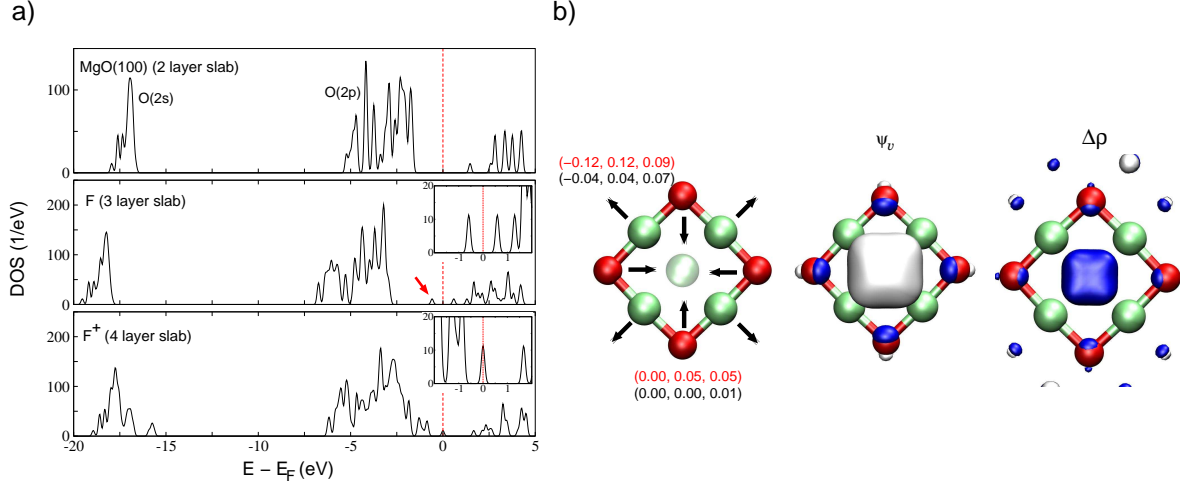 a)
b)
MgO(100) (2 layer slab)
O(2s)
O(2p)
100
0
F (3 layer slab)
200
100
0
20
10
0
-1 0 1
F+ (4 layer slab)
200
100
0
20
10
0
-1 0 1
-20 -15 -10 -5 0 5
DOS (1/eV)
E − EF (eV)
(−0.12, 0.12, 0.09)
(−0.04, 0.04, 0.07)
(0.00, 0.05, 0.05)
(0.00, 0.00, 0.01)
ψυ
Δρ